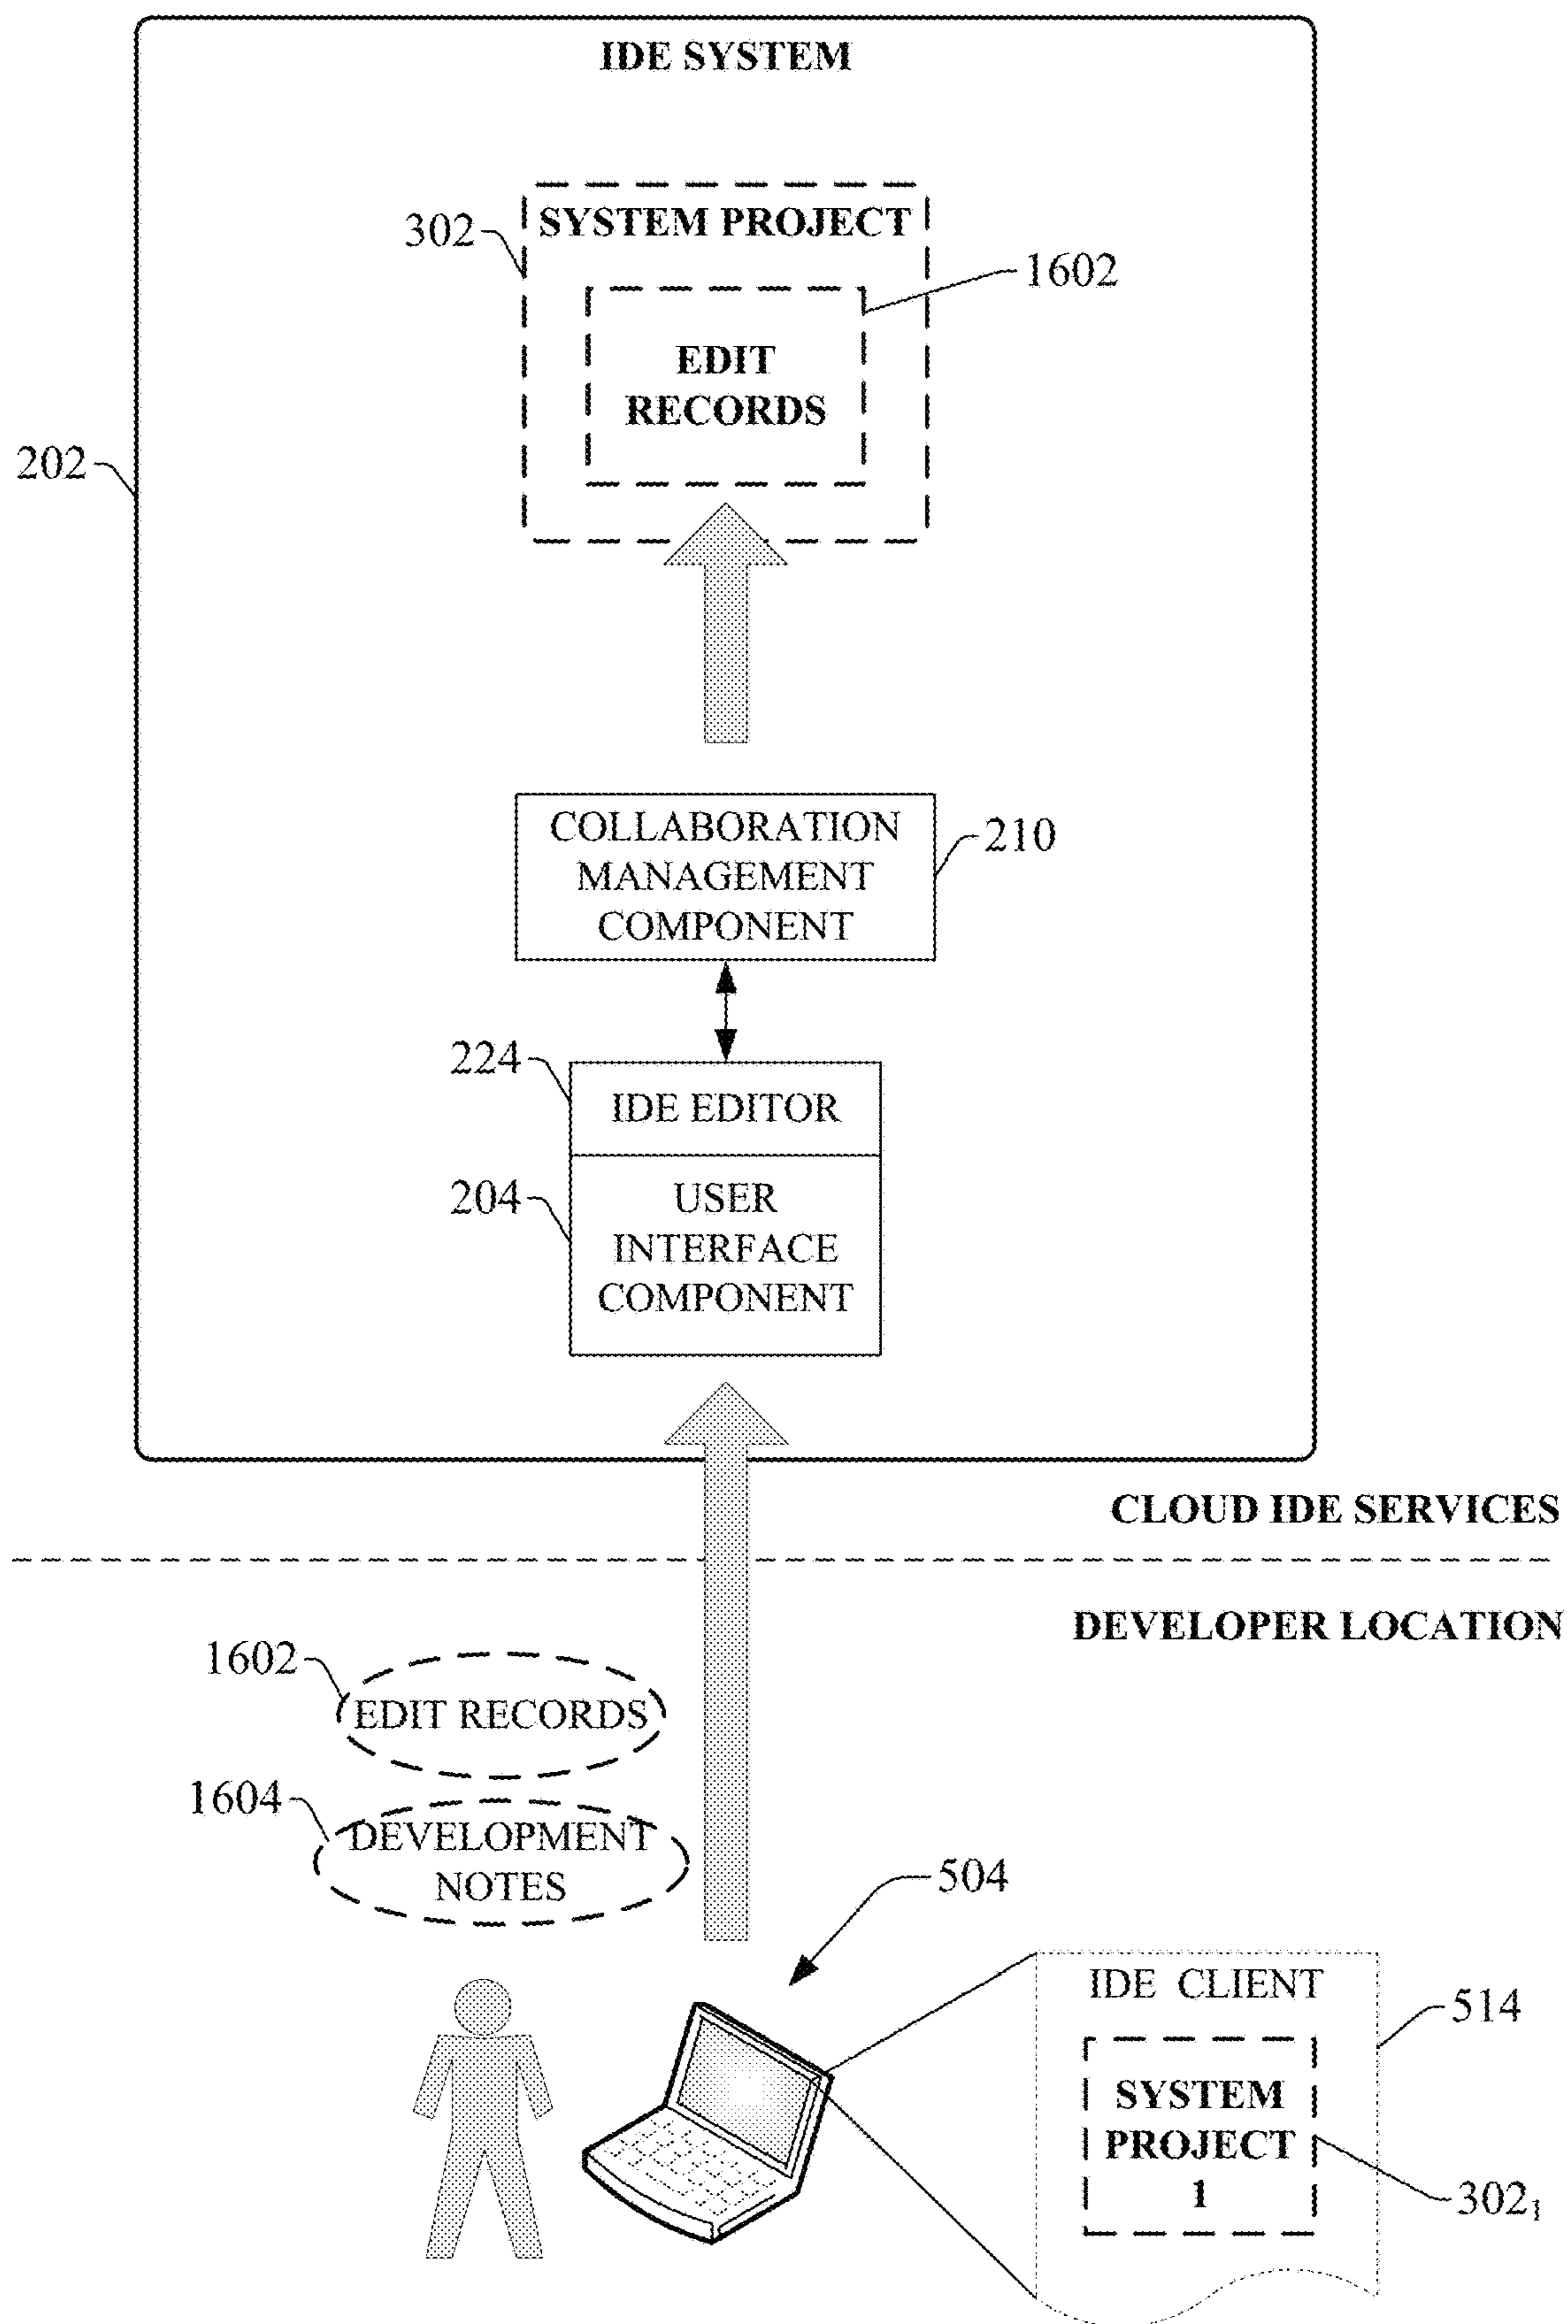 IDE SYSTEM
302
SYSTEM PROJECT
1602
EDIT
RECORDS
202
COLLABORATION
MANAGEMENT
COMPONENT
210
224
IDE EDITOR
204
USER
INTERFACE
COMPONENT
CLOUD IDE SERVICES
DEVELOPER LOCATION
1602
EDIT RECORDS
1604
DEVELOPMENT
NOTES
504
IDE CLIENT
514
SYSTEM
PROJECT
1
302₁